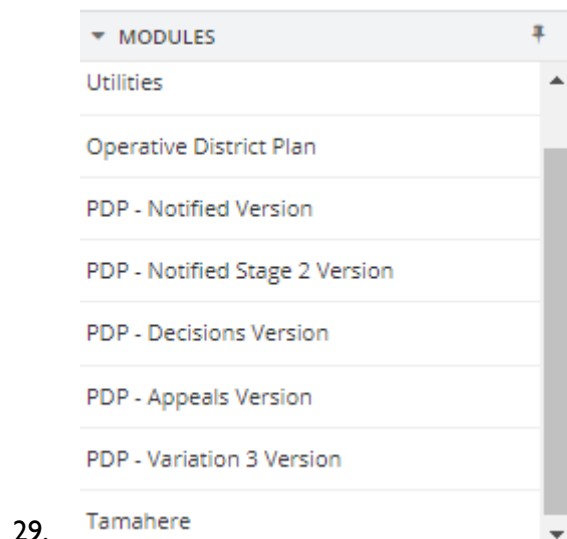 MODULES
Utilities
Operative District Plan
PDP - Notified Version
PDP - Notified Stage 2 Version
PDP - Decisions Version
PDP - Appeals Version
PDP - Variation 3 Version
29. Tamahere